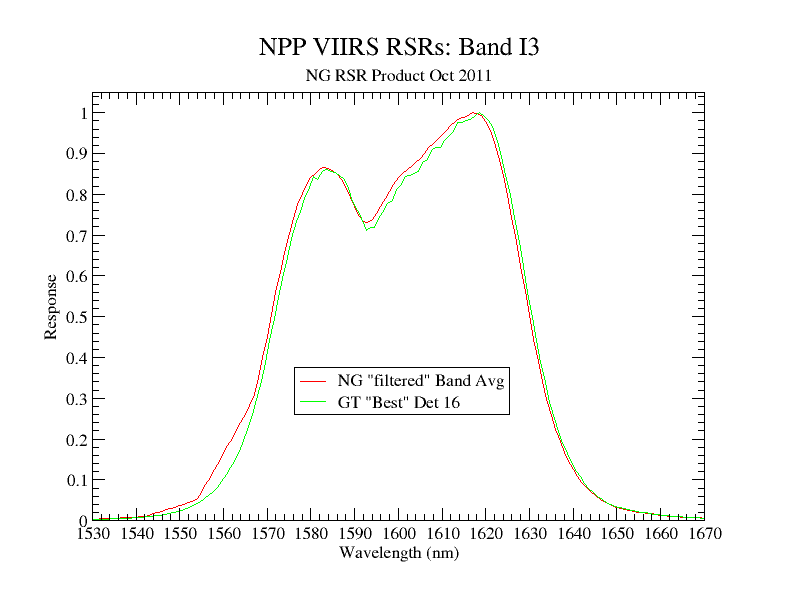 NPP VIIRS RSRs: Band I3
NG RSR Product Oct 2011
1
0.9
0.8
0.7
0.6
0.5
0.4
0.3
0.2
0.1
0
Response
NG "filtered" Band Avg
GT "Best" Det 16
1530 1540 1550 1560 1570 1580 1590 1600 1610 1620 1630 1640 1650 1660 1670
Wavelength (nm)